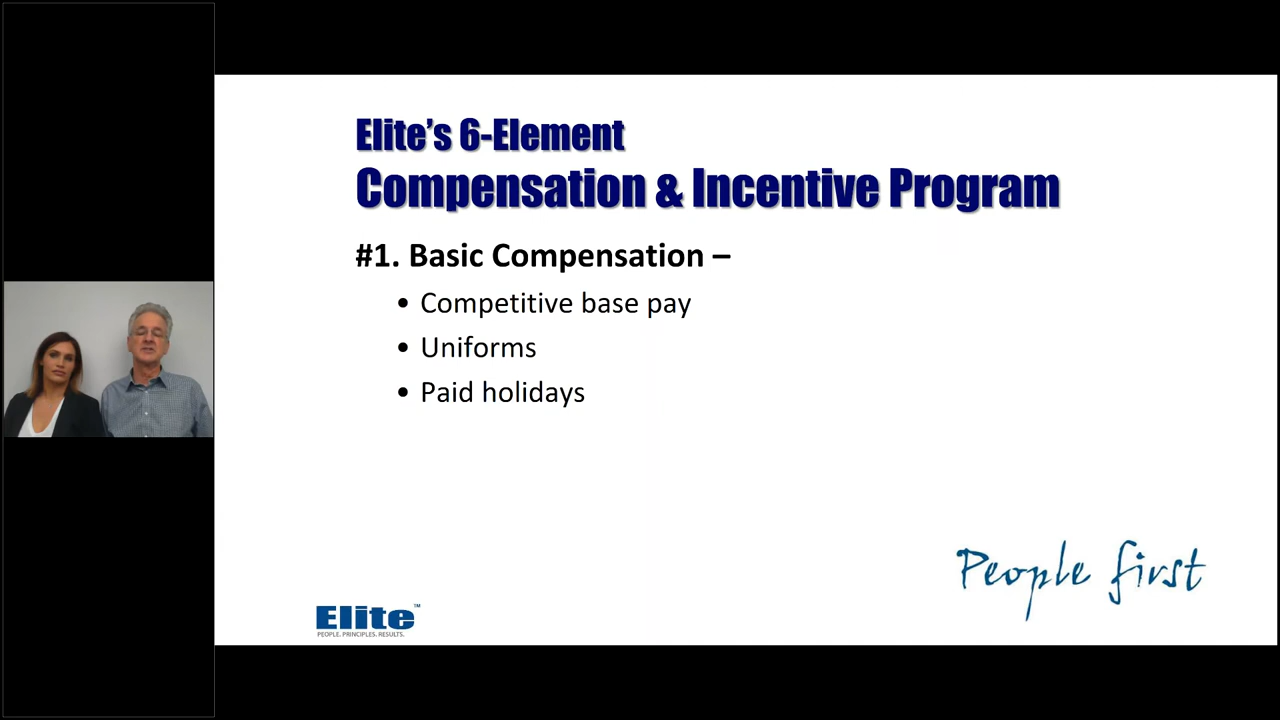 Elite’s 6-Element
Compensation & Incentive Program
#1. Basic Compensation –
• Competitive base pay
• Uniforms
• Paid holidays
People first
Elite™
PEOPLE. PRINCIPLES. RESULTS.